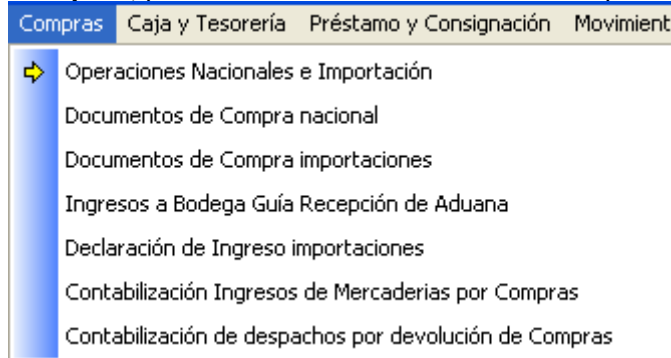 Compras Caja y Tesorería Préstamo y Consignación Movimient
Operaciones Nacionales e Importación
Documentos de Compra nacional
Documentos de Compra importaciones
Ingresos a Bodega Guía Recepción de Aduana
Declaración de Ingreso importaciones
Contabilización Ingresos de Mercaderias por Compras
Contabilización de despachos por devolución de Compras